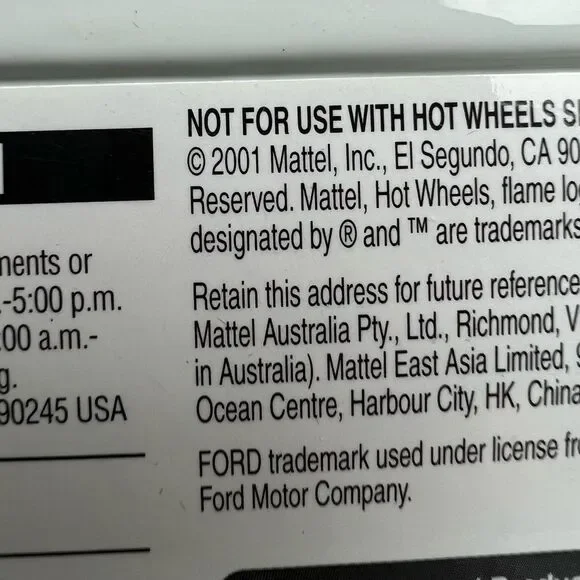 nents or
.-5:00 p.m.
:00 a.m.-
g.
90245 USA
NOT FOR USE WITH HOT WHEELS
© 2001 Mattel, Inc., El Segundo, CA 90
Reserved. Mattel, Hot Wheels, flame
designated by ® and ™ are trademarks
Retain this address for future reference
Mattel Australia Pty., Ltd., Richmond, V
in Australia). Mattel East Asia Limited,
Ocean Centre, Harbour City, HK, China
FORD trademark used under license
Ford Motor Company.